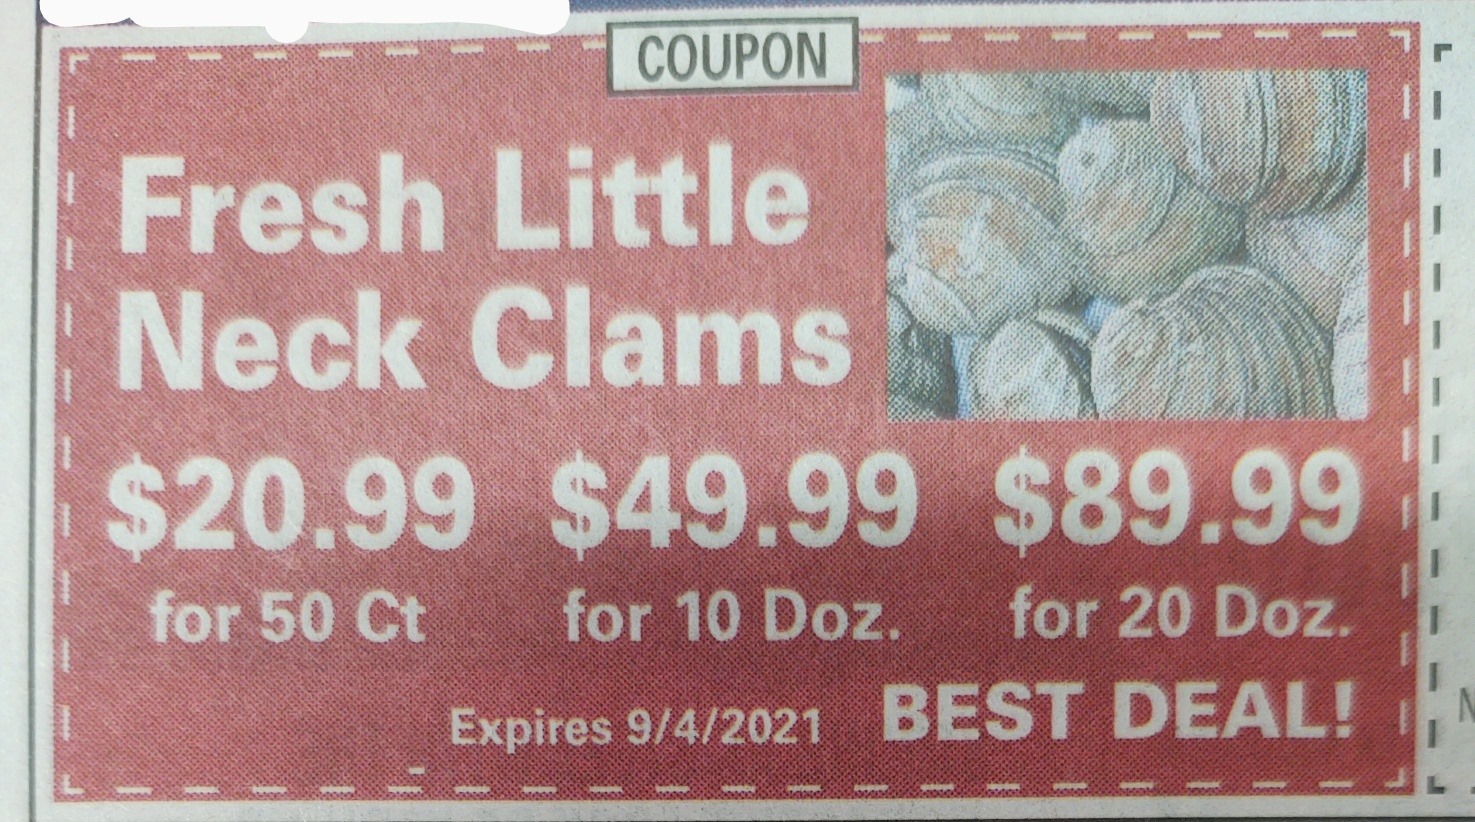 COUPON
Fresh Little
Neck Clams
$20.99 $49.99 $89.99
for 50 Ct for 10 Doz. for 20 Doz.
Expires 9/4/2021 BEST DEAL!